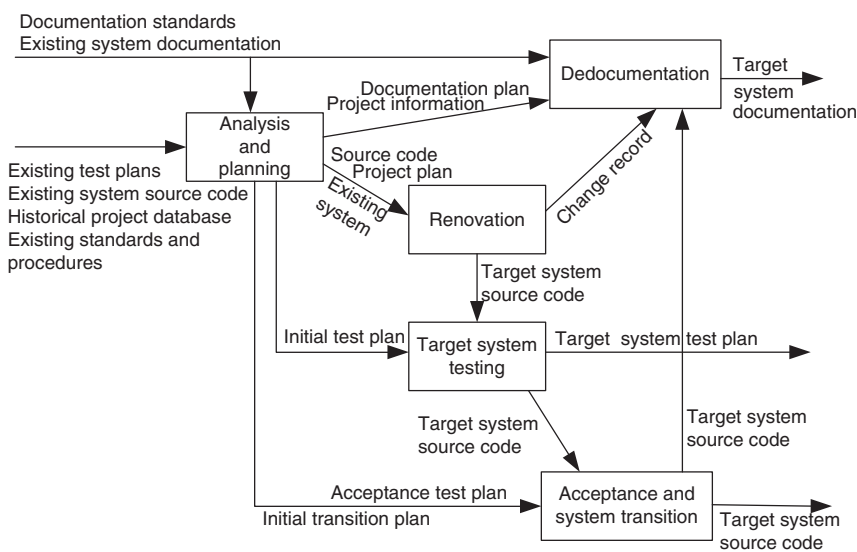 Documentation standards
Existing system documentation
Dedocumentation
Target
system
documentation
Documentation plan
Project information
Analysis
and
planning
Source code
Project plan
Existing
system
Change record
Existing test plans
Existing system source code
Historical project database
Existing standards and
procedures
Renovation
Target system
source code
Initial test plan
Target system
testing
Target system test plan
Target system
source code
Target system
source code
Acceptance test plan
Initial transition plan
Acceptance and
system transition
Target system
source code